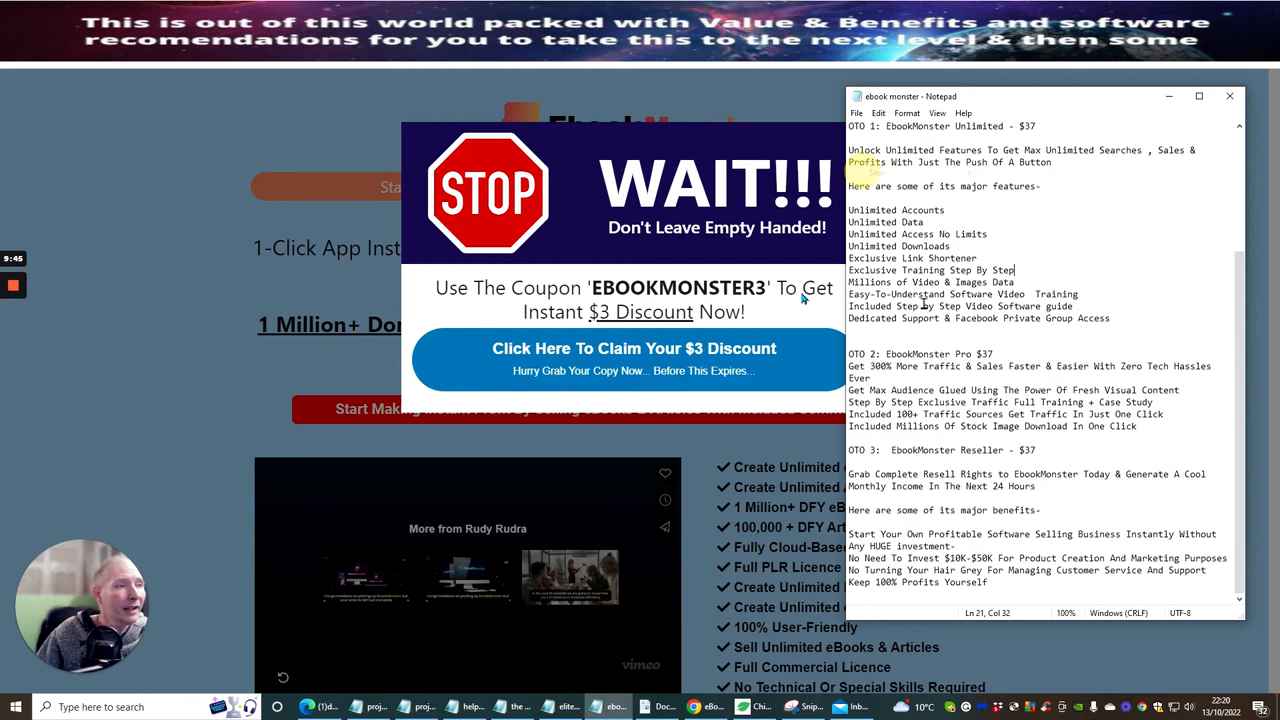 This is out of this world packed with Value & Benefits and software
recomendations for you to take this to the next level & then some
STOP
WAIT!!!
Don't Leave Empty Handed!
Use The Coupon 'EBOOKMONSTER3' To Get
Instant $3 Discount Now!
Click Here To Claim Your $3 Discount
Hurry Grab Your Copy Now... Before This Expires...
Sta
1-Click App Inst
1 Million+ Do
9:45
More from Rudy Rudra
vimeo
Create Unlimited
Create Unlimited
1 Million+ DFY eB
100,000 + DFY Art
Fully Cloud-Base
Full PLR Licence
Create Unlimited
Create Unlimited
100% User-Friendly
Sell Unlimited eBooks & Articles
Full Commercial Licence
No Technical Or Special Skills Required
ebook monster - Notepad
File Edit Format View Help
OTO 1: EbookMonster Unlimited - $37
Unlock Unlimited Features To Get Max Unlimited Searches , Sales &
Profits With Just The Push Of A Button
Here are some of its major features-
Unlimited Accounts
Unlimited Data
Unlimited Access No Limits
Unlimited Downloads
Exclusive Link Shortener
Exclusive Training Step By Step
Millions of Video & Images Data
Easy-To-Understand Software Video  Training
Included Step by Step Video Software guide
Dedicated Support & Facebook Private Group Access
OTO 2: EbookMonster Pro $37
Get 300% More Traffic & Sales Faster & Easier With Zero Tech Hassles
Ever
Get Max Audience Glued Using The Power Of Fresh Visual Content
Step By Step Exclusive Traffic Full Training + Case Study
Included 100+ Traffic Sources Get Traffic In Just One Click
Included Millions Of Stock Image Download In One Click
OTO 3:  EbookMonster Reseller - $37
Grab Complete Resell Rights to EbookMonster Today & Generate A Cool
Monthly Income In The Next 24 Hours
Here are some of its major benefits-
Start Your Own Profitable Software Selling Business Instantly Without
Any HUGE investment-
No Need To Invest $10K-$50K For Product Creation And Marketing Purposes
No Turning Your Hair Grey For Managing Customer Service And Support
Keep 100% Profits Yourself
Ln 21, Col 32 100% Windows (CRLF) UTF-8
Type here to search
(1)d
proj
proj
help
the
elite
ebo
Doc
eBo
Chi
Snip
Inb
10°C
22:20
13/10/2022